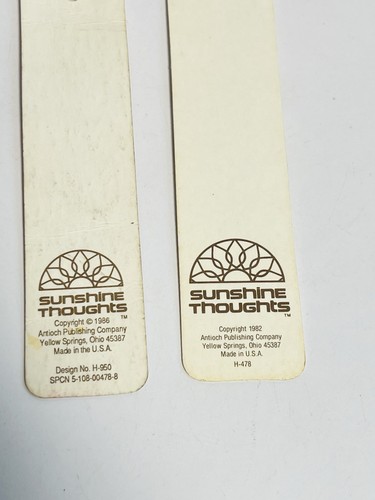 sunshine
Thoughts
TM
Copyright © 1986
Antioch Publishing Company
Yellow Springs, Ohio 45387
Made in the U.S.A.
Design No. H-950
SPCN 5-108-00478-8
sunshine
Thoughts
TM
Copyright 1982
Antioch Publishing Company
Yellow Springs, Ohio 45387
Made in U.S.A.
H-478